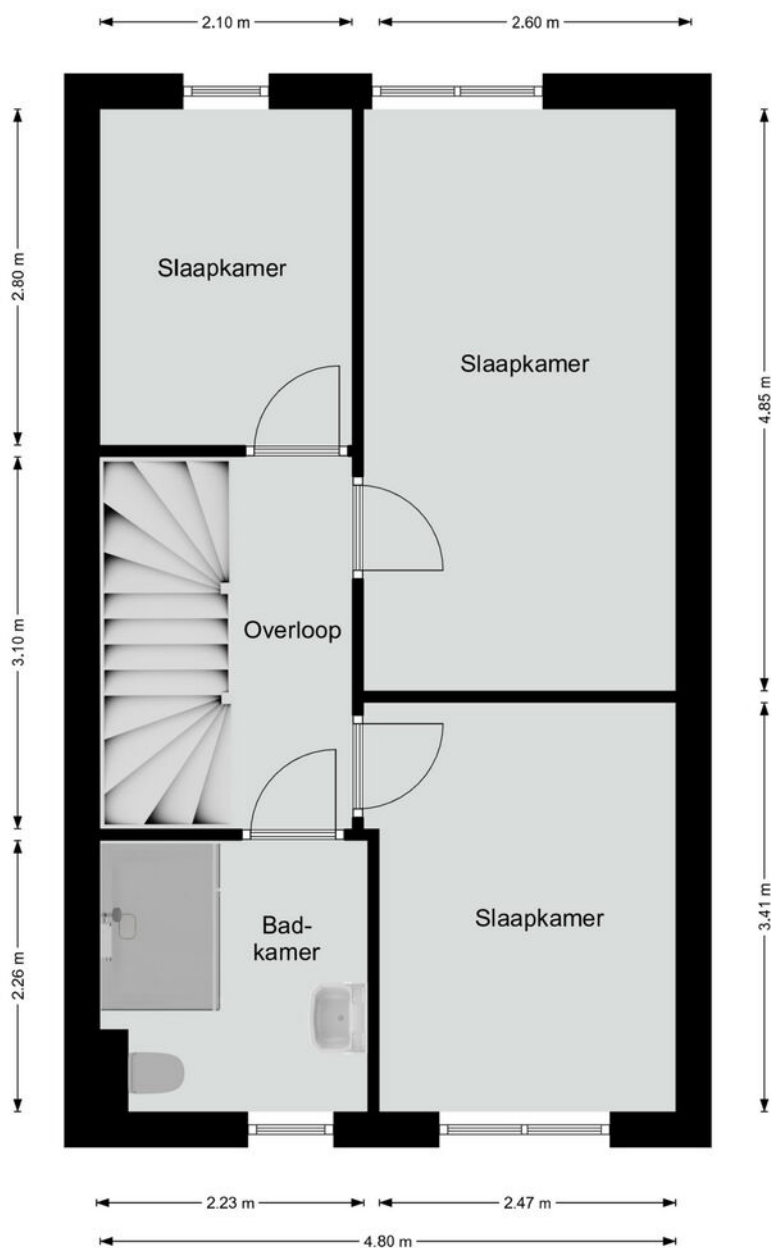 2.10 m
2.60 m
2.80 m
Slaapkamer
Slaapkamer
4.85 m
3.10 m
Overloop
2.26 m
Bad-
kamer
Slaapkamer
3.41 m
2.23 m
2.47 m
4.80 m